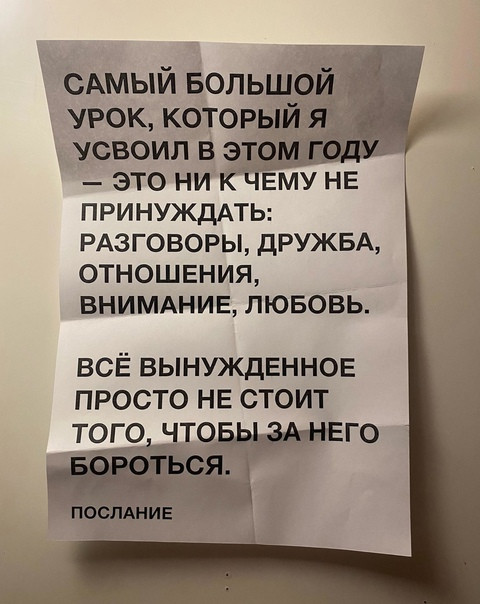 САМЫЙ БОЛЬШОЙ
УРОК, КОТОРЫЙ Я
УСВОИЛ В ЭТОМ ГОДУ
— ЭТО НИ К ЧЕМУ НЕ
ПРИНУЖДАТЬ:
РАЗГОВОРЫ, ДРУЖБА,
ОТНОШЕНИЯ,
ВНИМАНИЕ, ЛЮБОВЬ.
ВСЁ ВЫНУЖДЕННОЕ
ПРОСТО НЕ СТОИТ
ТОГО, ЧТОБЫ ЗА НЕГО
БОРОТЬСЯ.
ПОСЛАНИЕ